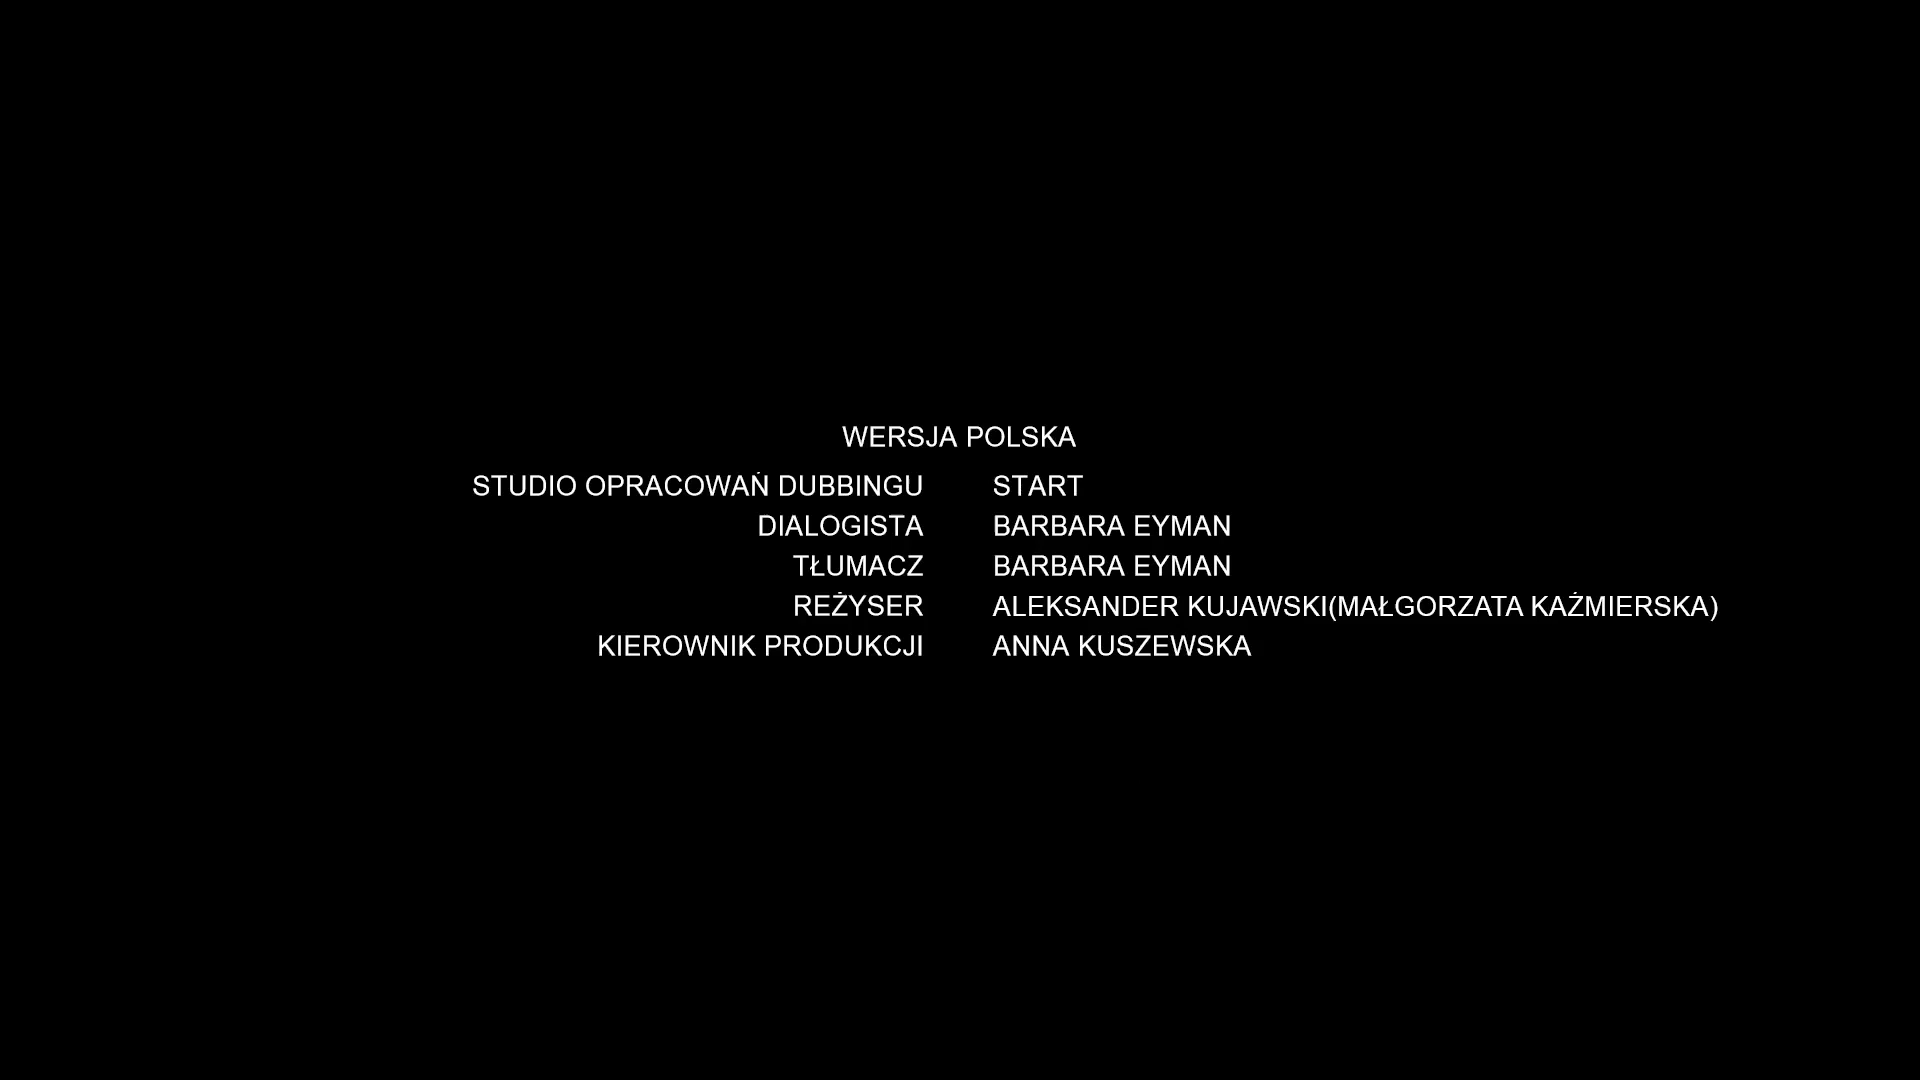 WERSJA POLSKA
STUDIO OPRACOWAŃ DUBBINGU START
DIALOGISTA BARBARA EYMAN
TŁUMACZ BARBARA EYMAN
REŻYSER ALEKSANDER KUJAWSKI(MAŁGORZATA KAŹMIERSKA)
KIEROWNIK PRODUKCJI ANNA KUSZEWSKA